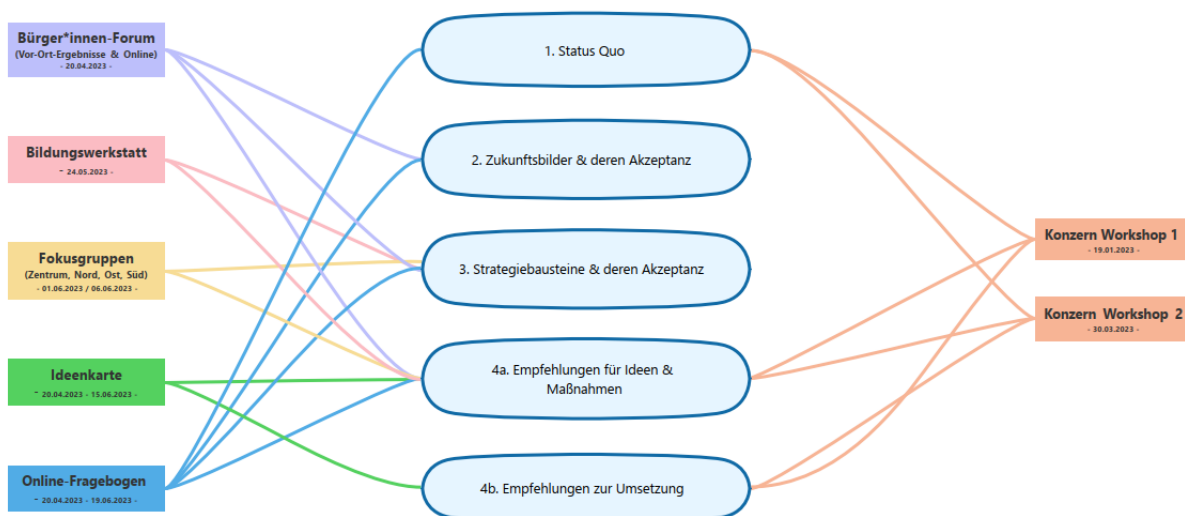 Bürger*innen-Forum
(Vor-Ort-Ergebnisse & Online)
- 20.04.2023 -
Bildungswerkstatt
- 24.05.2023 -
Fokusgruppen
(Zentrum, Nord, Ost, Süd)
- 01.06.2023 / 06.06.2023 -
Ideenkarte
- 20.04.2023 - 15.06.2023 -
Online-Fragebogen
- 20.04.2023 - 19.06.2023 -
1. Status Quo
2. Zukunftsbilder & deren Akzeptanz
3. Strategiebausteine & deren Akzeptanz
4a. Empfehlungen für Ideen &
Maßnahmen
4b. Empfehlungen zur Umsetzung
Konzern Workshop 1
- 19.01.2023 -
Konzern Workshop 2
- 30.03.2023 -